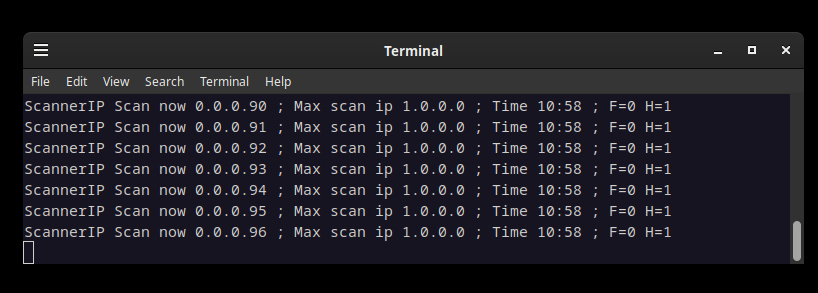 Terminal
File Edit View Search Terminal Help
ScannerIP Scan now 0.0.0.90 ; Max scan ip 1.0.0.0 ; Time 10:58 ; F=0 H=1
ScannerIP Scan now 0.0.0.91 ; Max scan ip 1.0.0.0 ; Time 10:58 ; F=0 H=1
ScannerIP Scan now 0.0.0.92 ; Max scan ip 1.0.0.0 ; Time 10:58 ; F=0 H=1
ScannerIP Scan now 0.0.0.93 ; Max scan ip 1.0.0.0 ; Time 10:58 ; F=0 H=1
ScannerIP Scan now 0.0.0.94 ; Max scan ip 1.0.0.0 ; Time 10:58 ; F=0 H=1
ScannerIP Scan now 0.0.0.95 ; Max scan ip 1.0.0.0 ; Time 10:58 ; F=0 H=1
ScannerIP Scan now 0.0.0.96 ; Max scan ip 1.0.0.0 ; Time 10:58 ; F=0 H=1